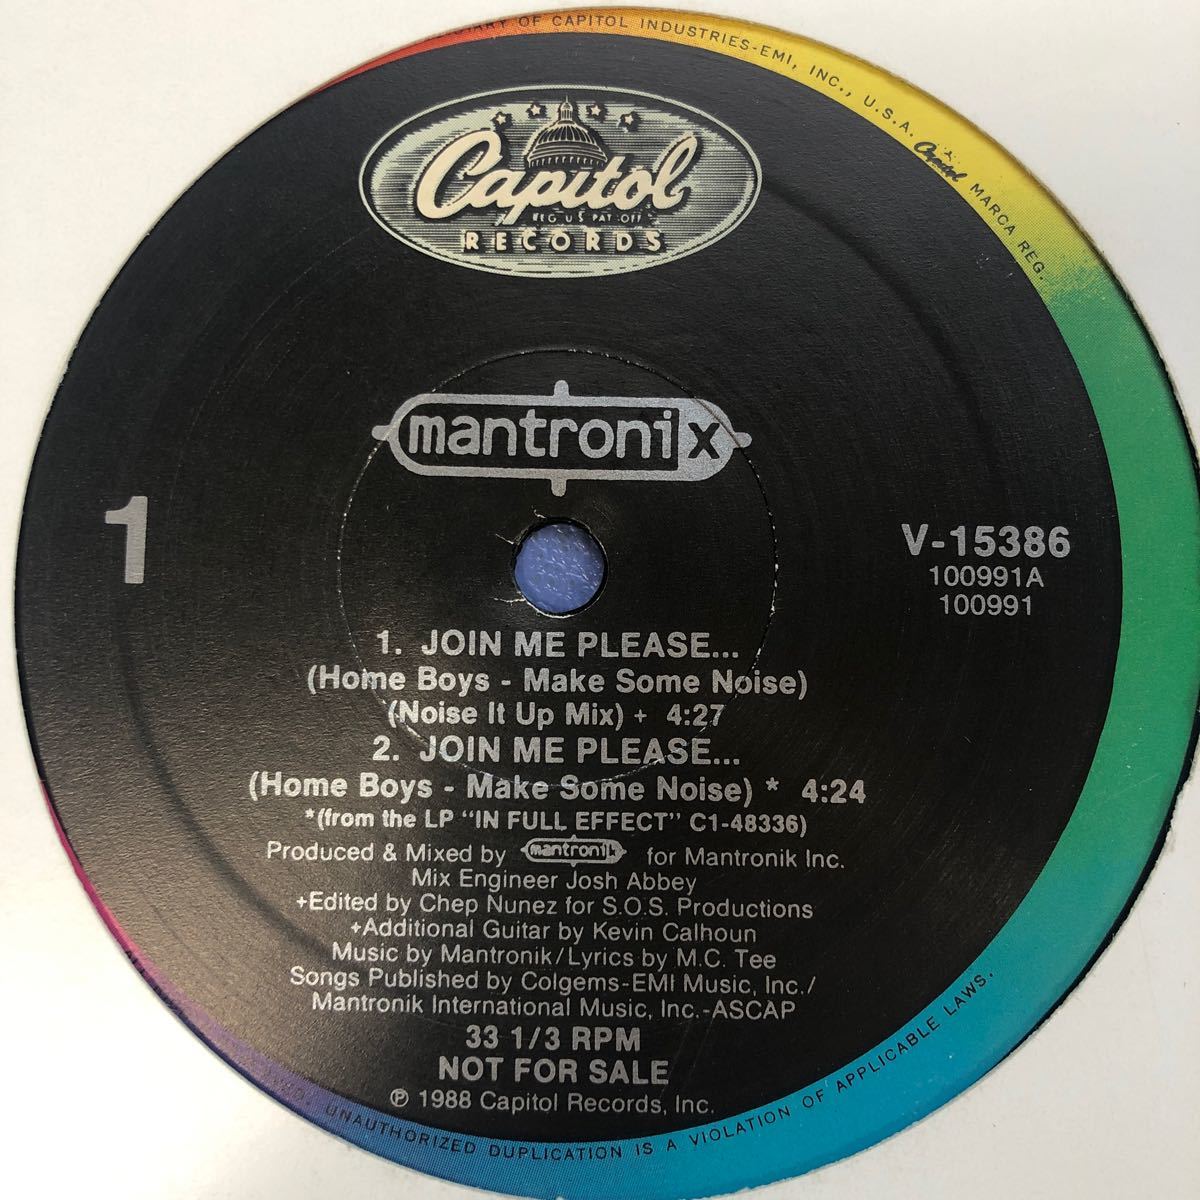 OF CAPITOL INDUSTRIES-EMI, INC., U.S.A. Capitol MARCA REG.
Capitol
REG U S PAT OFF
RECORDS
mantronix
1
V-15386
100991A
100991
1. JOIN ME PLEASE...
(Home Boys - Make Some Noise)
(Noise It Up Mix) + 4:27
2. JOIN ME PLEASE...
(Home Boys - Make Some Noise) * 4:24
*(from the LP "IN FULL EFFECT" C1-48336)
Produced & Mixed by mantronik for Mantronik Inc.
Mix Engineer Josh Abbey
+Edited by Chep Nunez for S.O.S. Productions
+Additional Guitar by Kevin Calhoun
Music by Mantronik/Lyrics by M.C. Tee
Songs Published by Colgems-EMI Music, Inc./
Mantronik International Music, Inc.-ASCAP
33 1/3 RPM
NOT FOR SALE
℗ 1988 Capitol Records, Inc.
UNAUTHORIZED DUPLICATION IS A VIOLATION OF APPLICABLE LAWS.